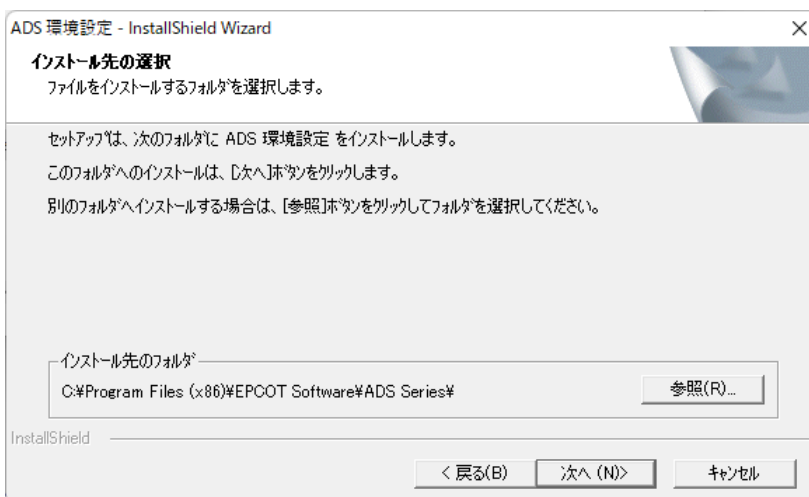 ADS 環境設定 - InstallShield Wizard
インストール先の選択
ファイルをインストールするフォルダを選択します。
セットアップは、次のフォルダに ADS 環境設定 をインストールします。
このフォルダへのインストールは、[次へ]ボタンをクリックします。
別のフォルダへインストールする場合は、[参照]ボタンをクリックしてフォルダを選択してください。
インストール先のフォルダ
C:¥Program Files (x86)¥EPCOT Software¥ADS Series¥
参照(R)...
InstallShield
< 戻る(B)
次へ (N)>
キャンセル